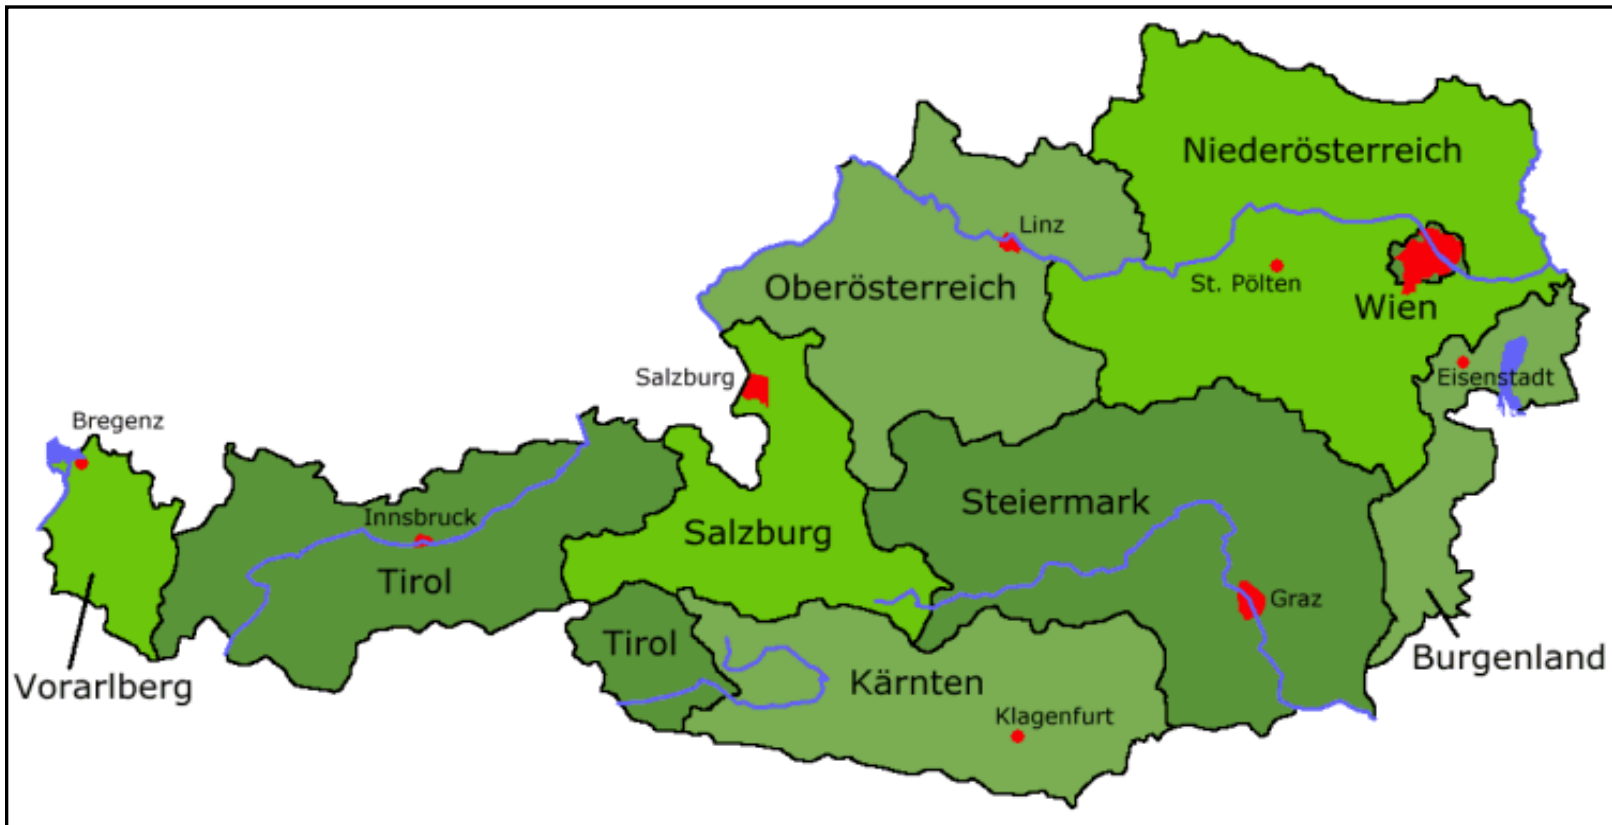 Niederösterreich
Linz
Oberösterreich
St. Pölten
Wien
Salzburg
Eisenstadt
Bregenz
Steiermark
Innsbruck
Salzburg
Tirol
Graz
Tirol
Burgenland
Vorarlberg
Kärnten
Klagenfurt